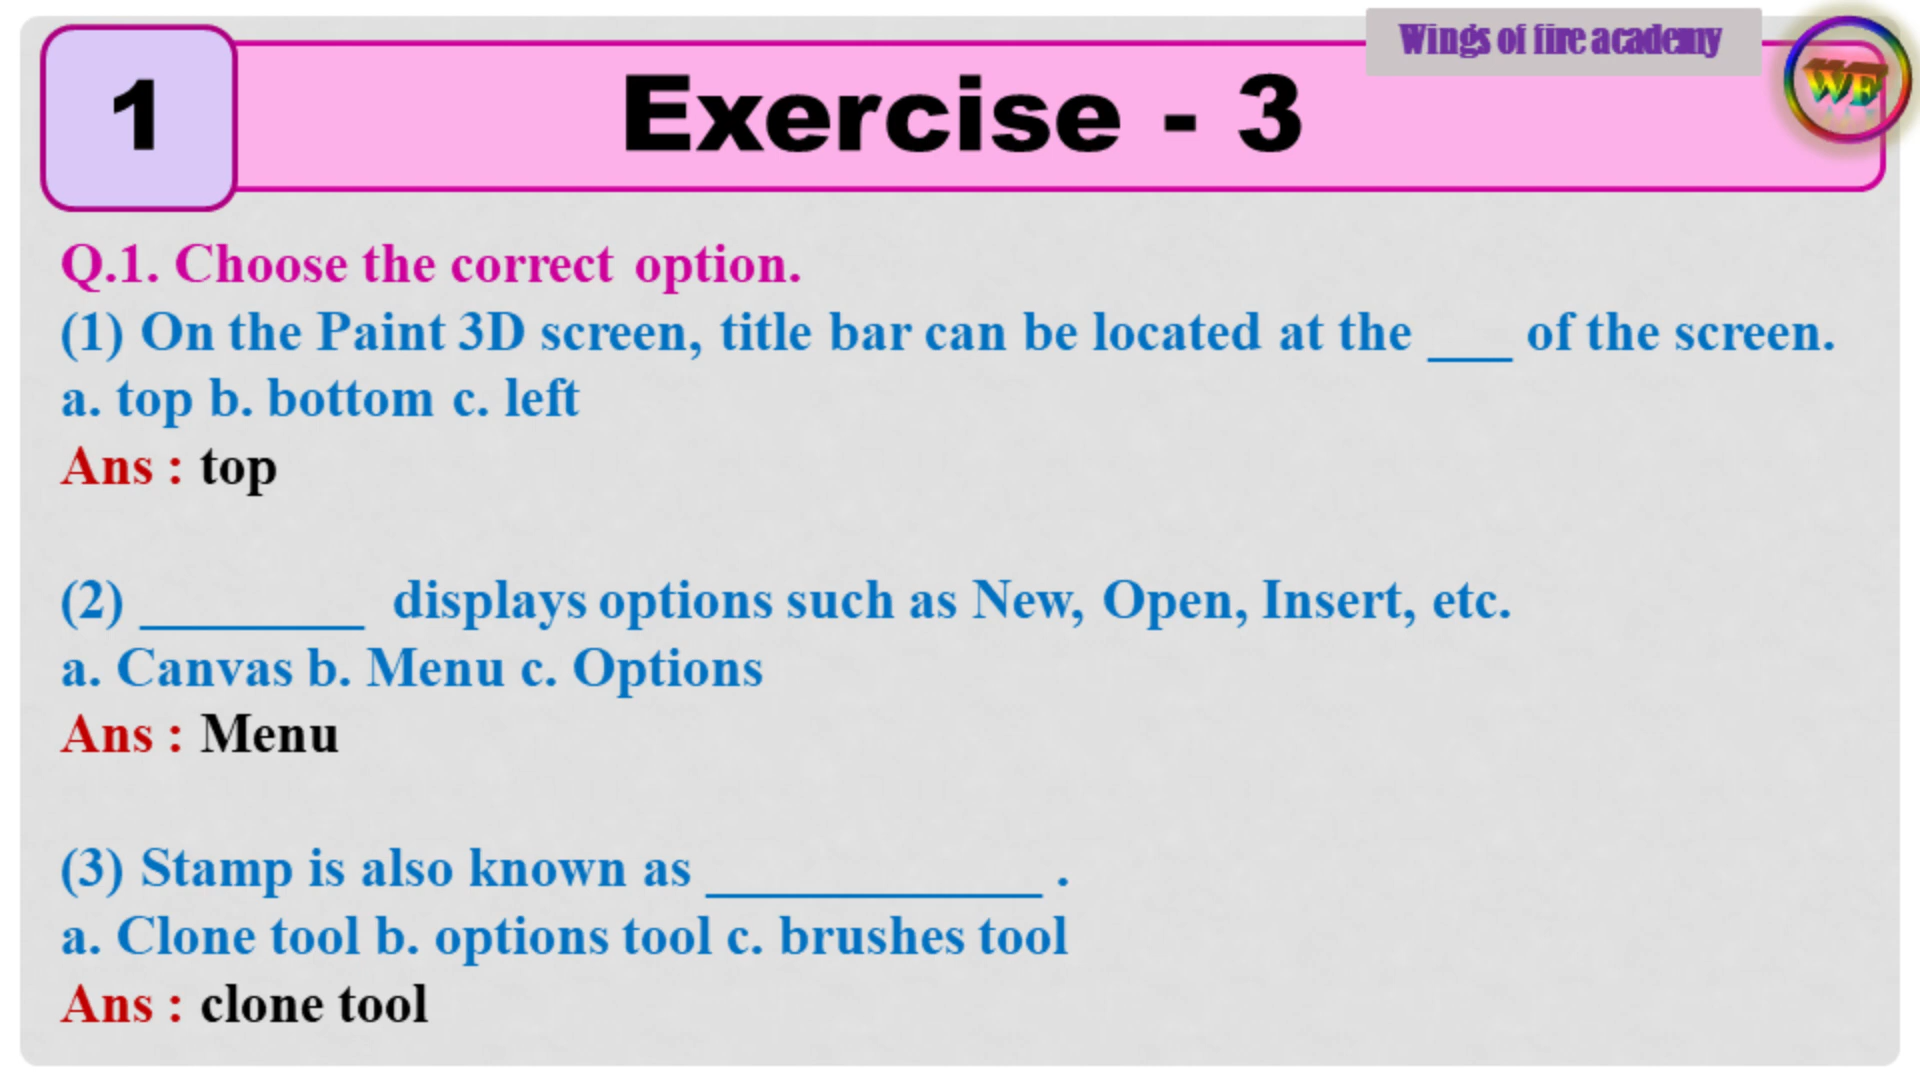 Wings of fire academy
WF
1
Exercise - 3
Q.1. Choose the correct option.
(1) On the Paint 3D screen, title bar can be located at the ___ of the screen.
a. top b. bottom c. left
Ans : top
(2) ________ displays options such as New, Open, Insert, etc.
a. Canvas b. Menu c. Options
Ans : Menu
(3) Stamp is also known as ____________ .
a. Clone tool b. options tool c. brushes tool
Ans : clone tool